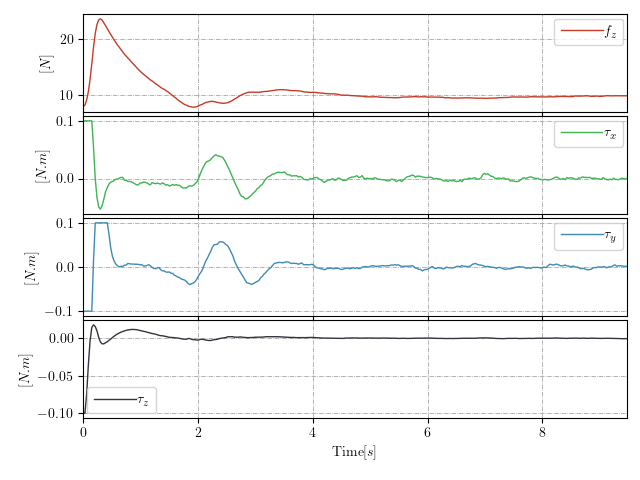 20
10
[N]
f_z
0.1
0.0
[N.m]
τ_x
0.1
0.0
−0.1
[N.m]
τ_y
0.00
−0.05
−0.10
[N.m]
τ_z
0 2 4 6 8
Time[s]